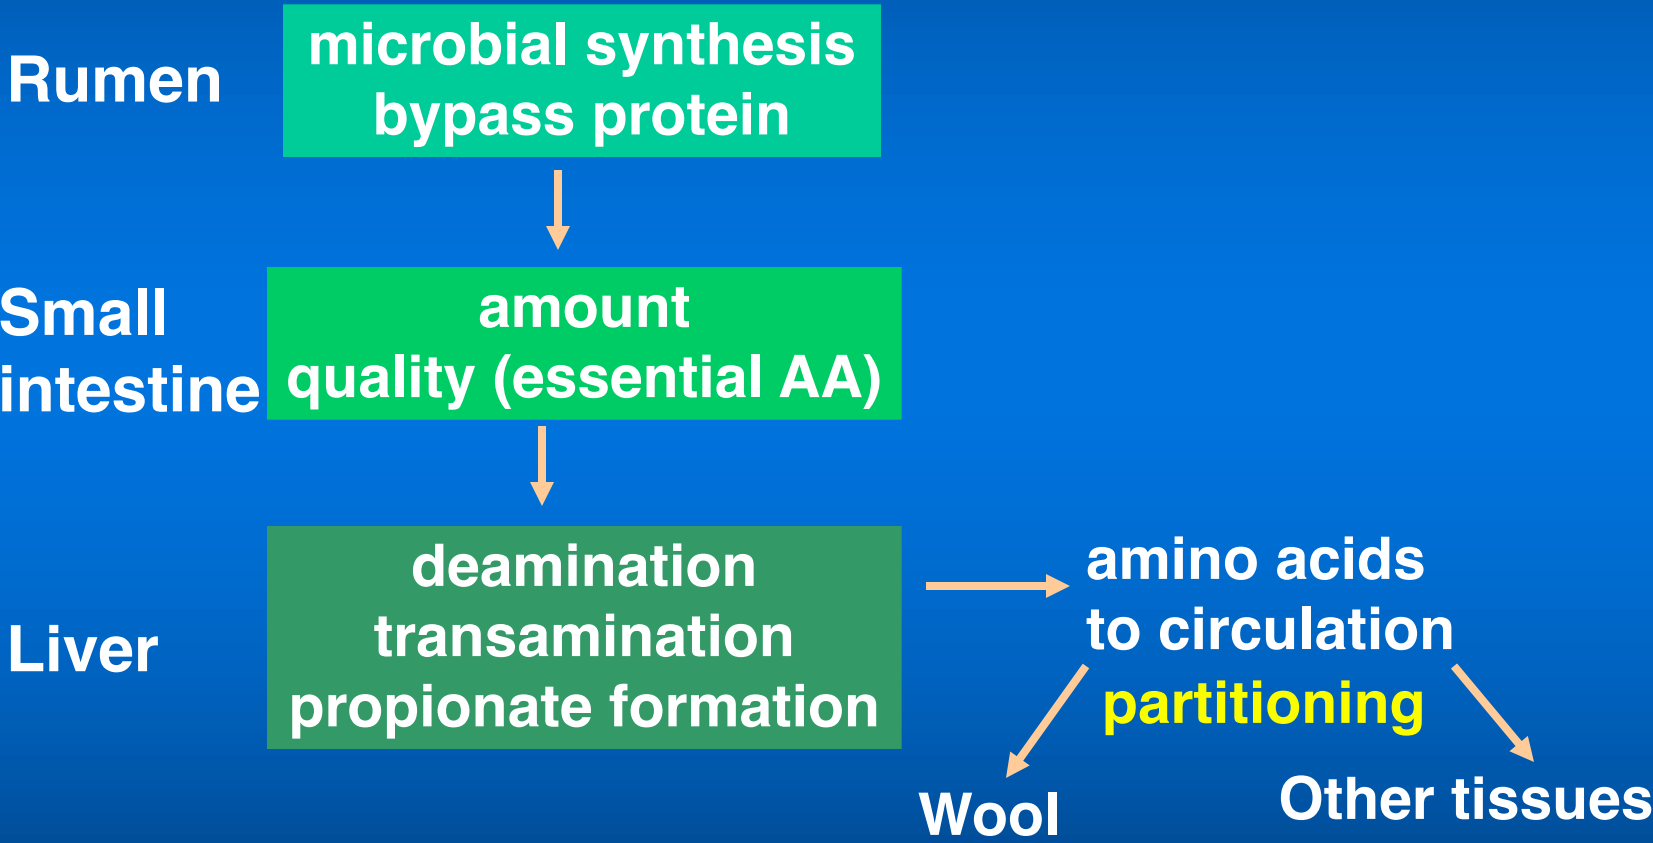 Rumen
microbial synthesis
bypass protein
Small
intestine
amount
quality (essential AA)
Liver
deamination
transamination
propionate formation
amino acids
to circulation
partitioning
Wool
Other tissues